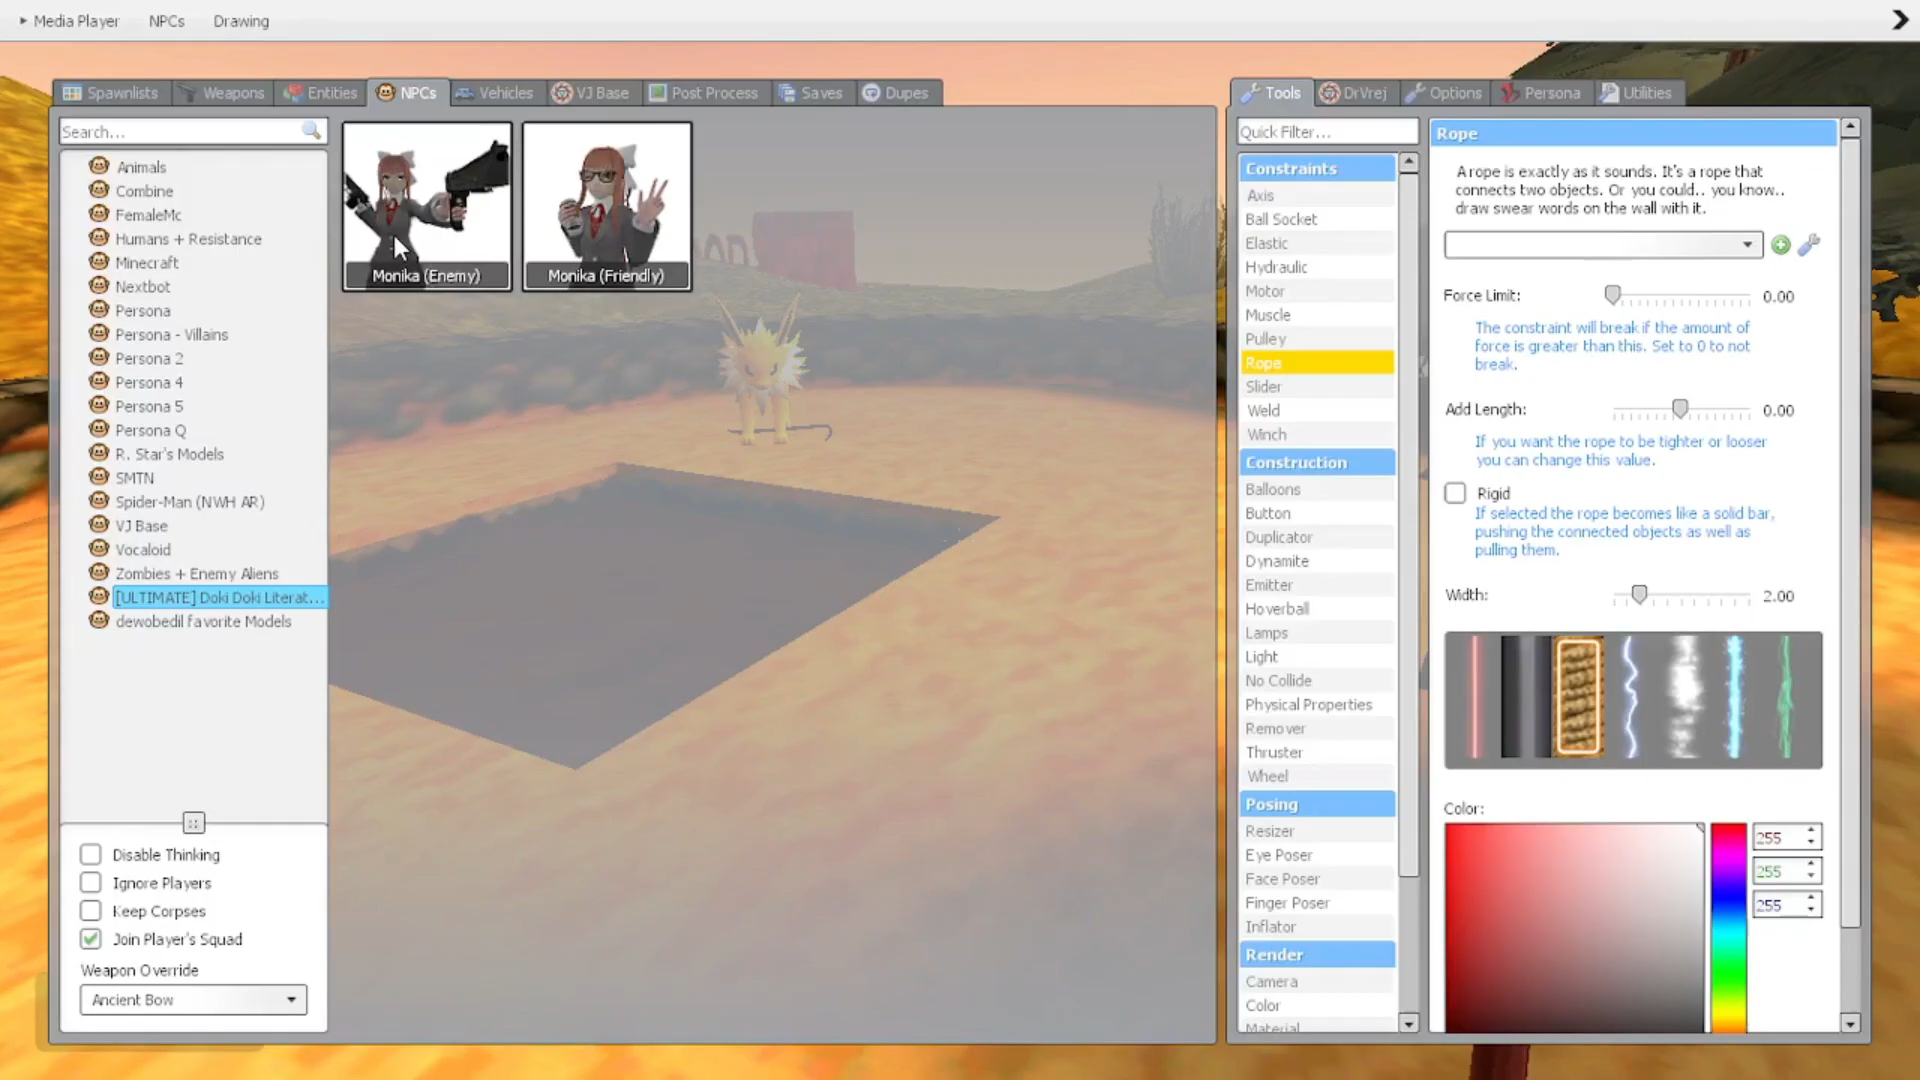 Media Player NPCs Drawing
Spawnlists Weapons Entities NPCs Vehicles VJ Base Post Process Saves Dupes
Tools DrVrej Options Persona Utilities
Search...
Animals
Combine
FemaleMc
Humans + Resistance
Minecraft
Nextbot
Persona
Persona - Villains
Persona 2
Persona 4
Persona 5
Persona Q
R. Star's Models
SMTN
Spider-Man (NWH AR)
VJ Base
Vocaloid
Zombies + Enemy Aliens
[ULTIMATE] Doki Doki Literat...
dewobedil favorite Models
Disable Thinking
Ignore Players
Keep Corpses
Join Player's Squad
Weapon Override
Ancient Bow
Monika (Enemy)
Monika (Friendly)
Quick Filter...
Constraints
Axis
Ball Socket
Elastic
Hydraulic
Motor
Muscle
Pulley
Rope
Slider
Weld
Winch
Construction
Balloons
Button
Duplicator
Dynamite
Emitter
Hoverball
Lamps
Light
No Collide
Physical Properties
Remover
Thruster
Wheel
Posing
Resizer
Eye Poser
Face Poser
Finger Poser
Inflator
Render
Camera
Color
Material
Rope
A rope is exactly as it sounds. It's a rope that
connects two objects. Or you could.. you know..
draw swear words on the wall with it.
Force Limit: 0.00
The constraint will break if the amount of
force is greater than this. Set to 0 to not
break.
Add Length: 0.00
If you want the rope to be tighter or looser
you can change this value.
Rigid
If selected the rope becomes like a solid bar,
pushing the connected objects as well as
pulling them.
Width: 2.00
Color:
255
255
255